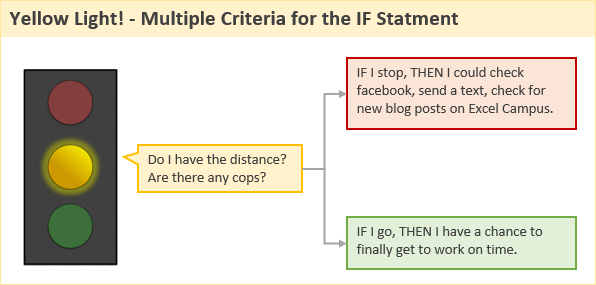 Yellow Light! - Multiple Criteria for the IF Statment
IF I stop, THEN I could check
facebook, send a text, check for
new blog posts on Excel Campus.
Do I have the distance?
Are there any cops?
IF I go, THEN I have a chance to
finally get to work on time.